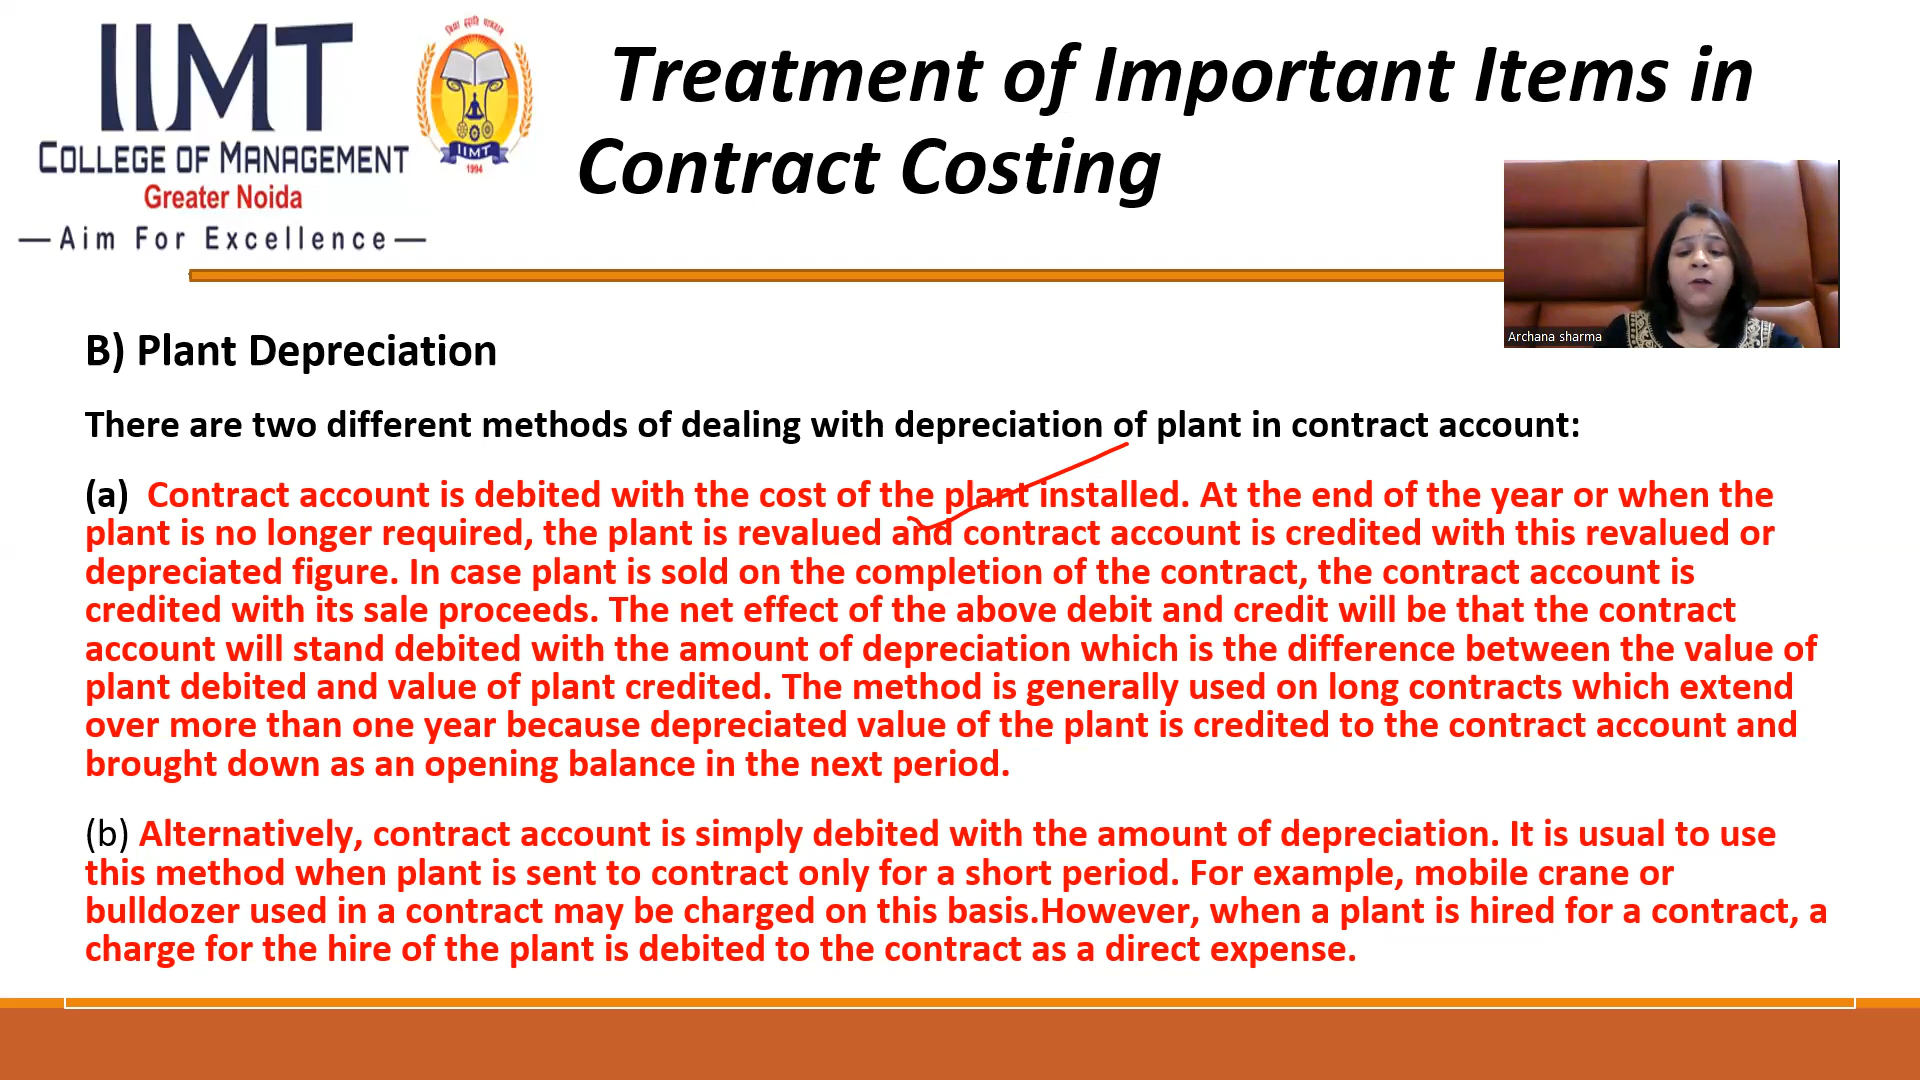 IIMT
COLLEGE OF MANAGEMENT
Greater Noida
—Aim For Excellence—
IIMT
1994
Treatment of Important Items in
Contract Costing
Archana sharma
B) Plant Depreciation
There are two different methods of dealing with depreciation of plant in contract account:
(a) Contract account is debited with the cost of the plant installed. At the end of the year or when the
plant is no longer required, the plant is revalued and contract account is credited with this revalued or
depreciated figure. In case plant is sold on the completion of the contract, the contract account is
credited with its sale proceeds. The net effect of the above debit and credit will be that the contract
account will stand debited with the amount of depreciation which is the difference between the value of
plant debited and value of plant credited. The method is generally used on long contracts which extend
over more than one year because depreciated value of the plant is credited to the contract account and
brought down as an opening balance in the next period.
(b) Alternatively, contract account is simply debited with the amount of depreciation. It is usual to use
this method when plant is sent to contract only for a short period. For example, mobile crane or
bulldozer used in a contract may be charged on this basis.However, when a plant is hired for a contract, a
charge for the hire of the plant is debited to the contract as a direct expense.